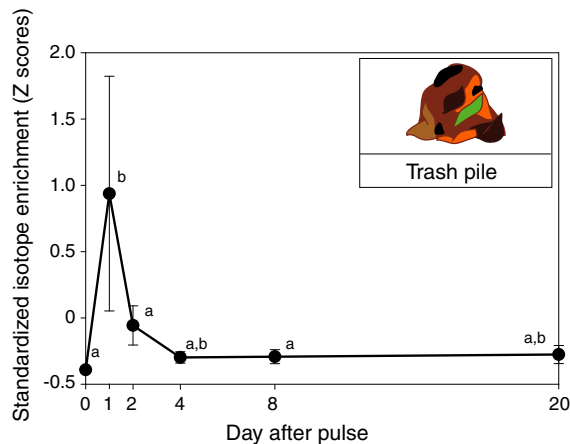 Standardized isotope enrichment (Z scores)
2.0
1.5
1.0
0.5
0
-0.5
a
b
a
a,b
a
a,b
Trash pile
0 1 2 4 8 20
Day after pulse